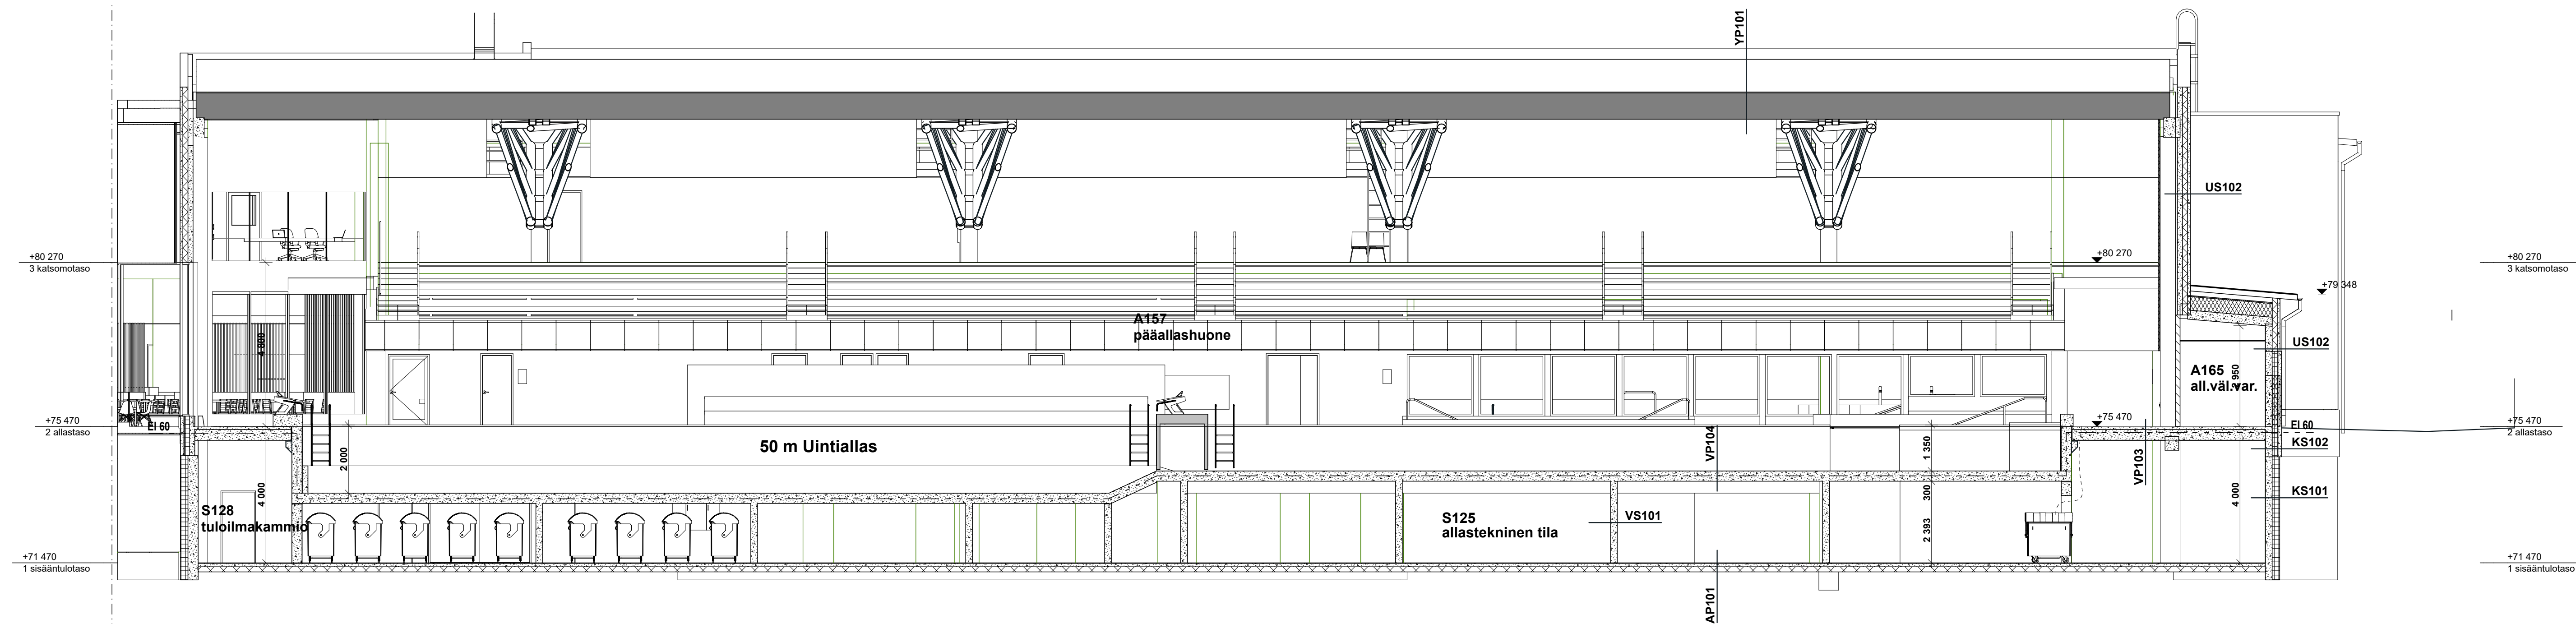 YP101
US102
+80 270
3 katsomotaso
+80 270
+80 270
3 katsomotaso
+79 348
A157
pääallashuone
4 800
US102
A165
all.väl.var.
950
+75 470
2 allastaso
EI 60
+75 470
EI 60
+75 470
2 allastaso
KS102
50 m Uintiallas
2 000
VP104
1 350
VP103
4 000
300
4 000
KS101
S128
tuloilmakammio
S125
allastekninen tila
VS101
2 393
+71 470
1 sisääntulotaso
+71 470
1 sisääntulotaso
AP101